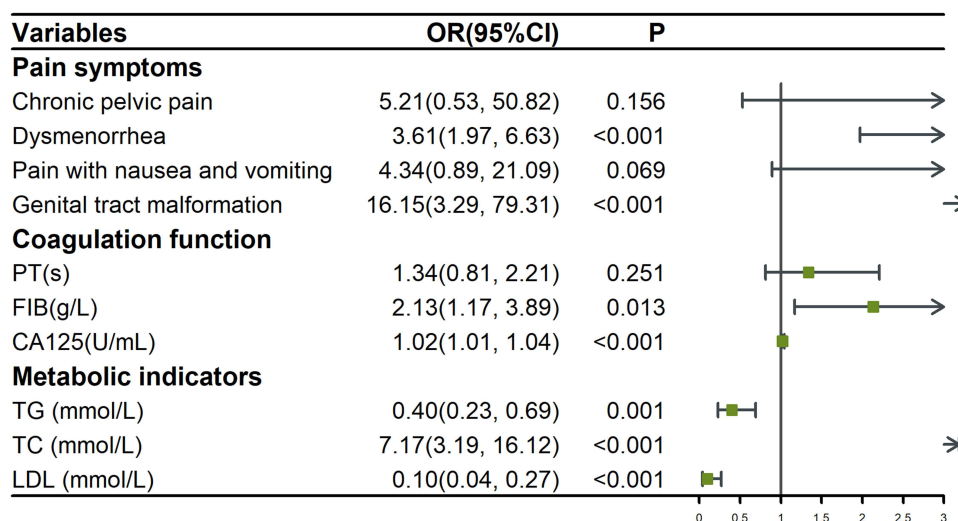 Variables OR(95%CI) P
Pain symptoms
Chronic pelvic pain 5.21(0.53, 50.82) 0.156
Dysmenorrhea 3.61(1.97, 6.63) <0.001
Pain with nausea and vomiting 4.34(0.89, 21.09) 0.069
Genital tract malformation 16.15(3.29, 79.31) <0.001
Coagulation function
PT(s) 1.34(0.81, 2.21) 0.251
FIB(g/L) 2.13(1.17, 3.89) 0.013
CA125(U/mL) 1.02(1.01, 1.04) <0.001
Metabolic indicators
TG (mmol/L) 0.40(0.23, 0.69) 0.001
TC (mmol/L) 7.17(3.19, 16.12) <0.001
LDL (mmol/L) 0.10(0.04, 0.27) <0.001
0 0.5 1 1.5 2 2.5 3